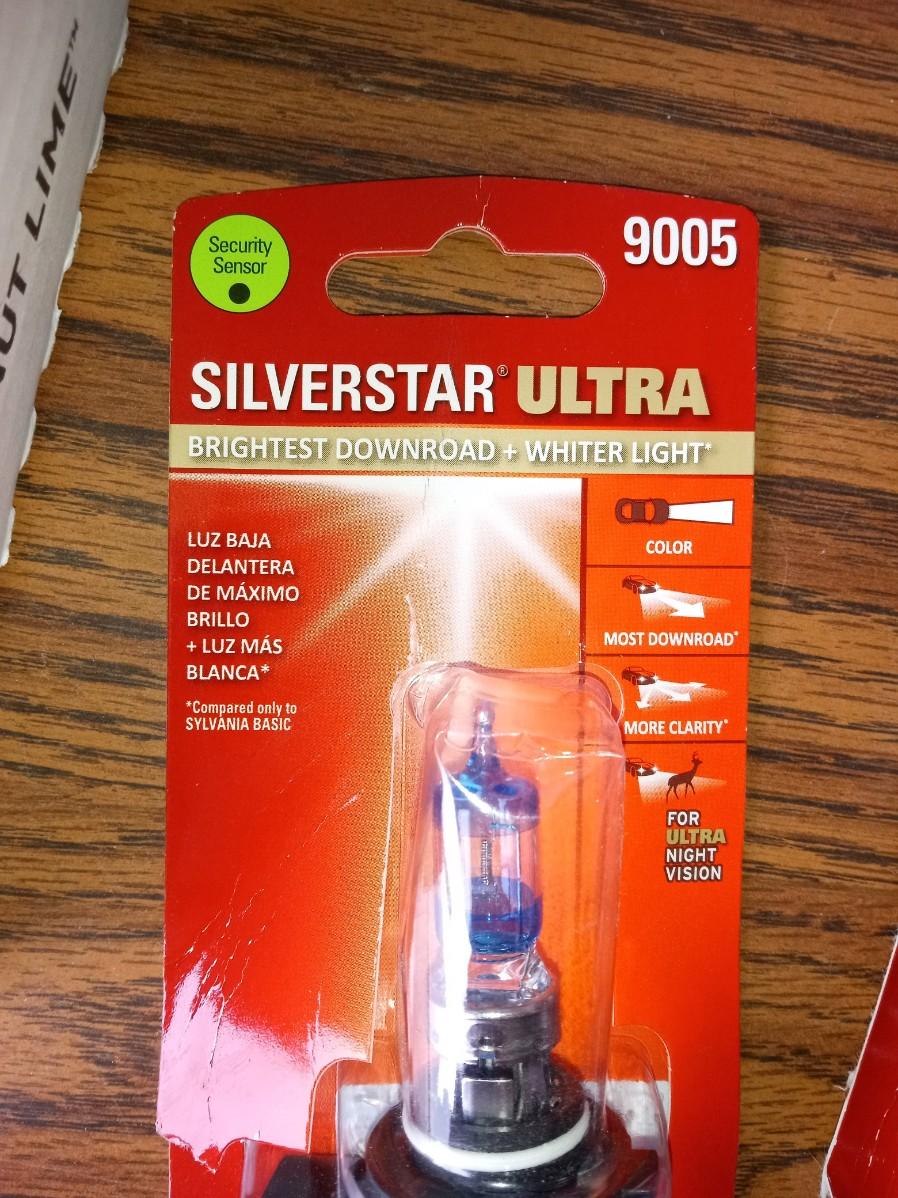 UT LIME™
Security
Sensor
9005
SILVERSTAR® ULTRA
BRIGHTEST DOWNROAD + WHITER LIGHT*
LUZ BAJA
DELANTERA
DE MÁXIMO
BRILLO
+ LUZ MÁS
BLANCA*
*Compared only to
SYLVANIA BASIC
COLOR
MOST DOWNROAD*
MORE CLARITY*
FOR
ULTRA
NIGHT
VISION